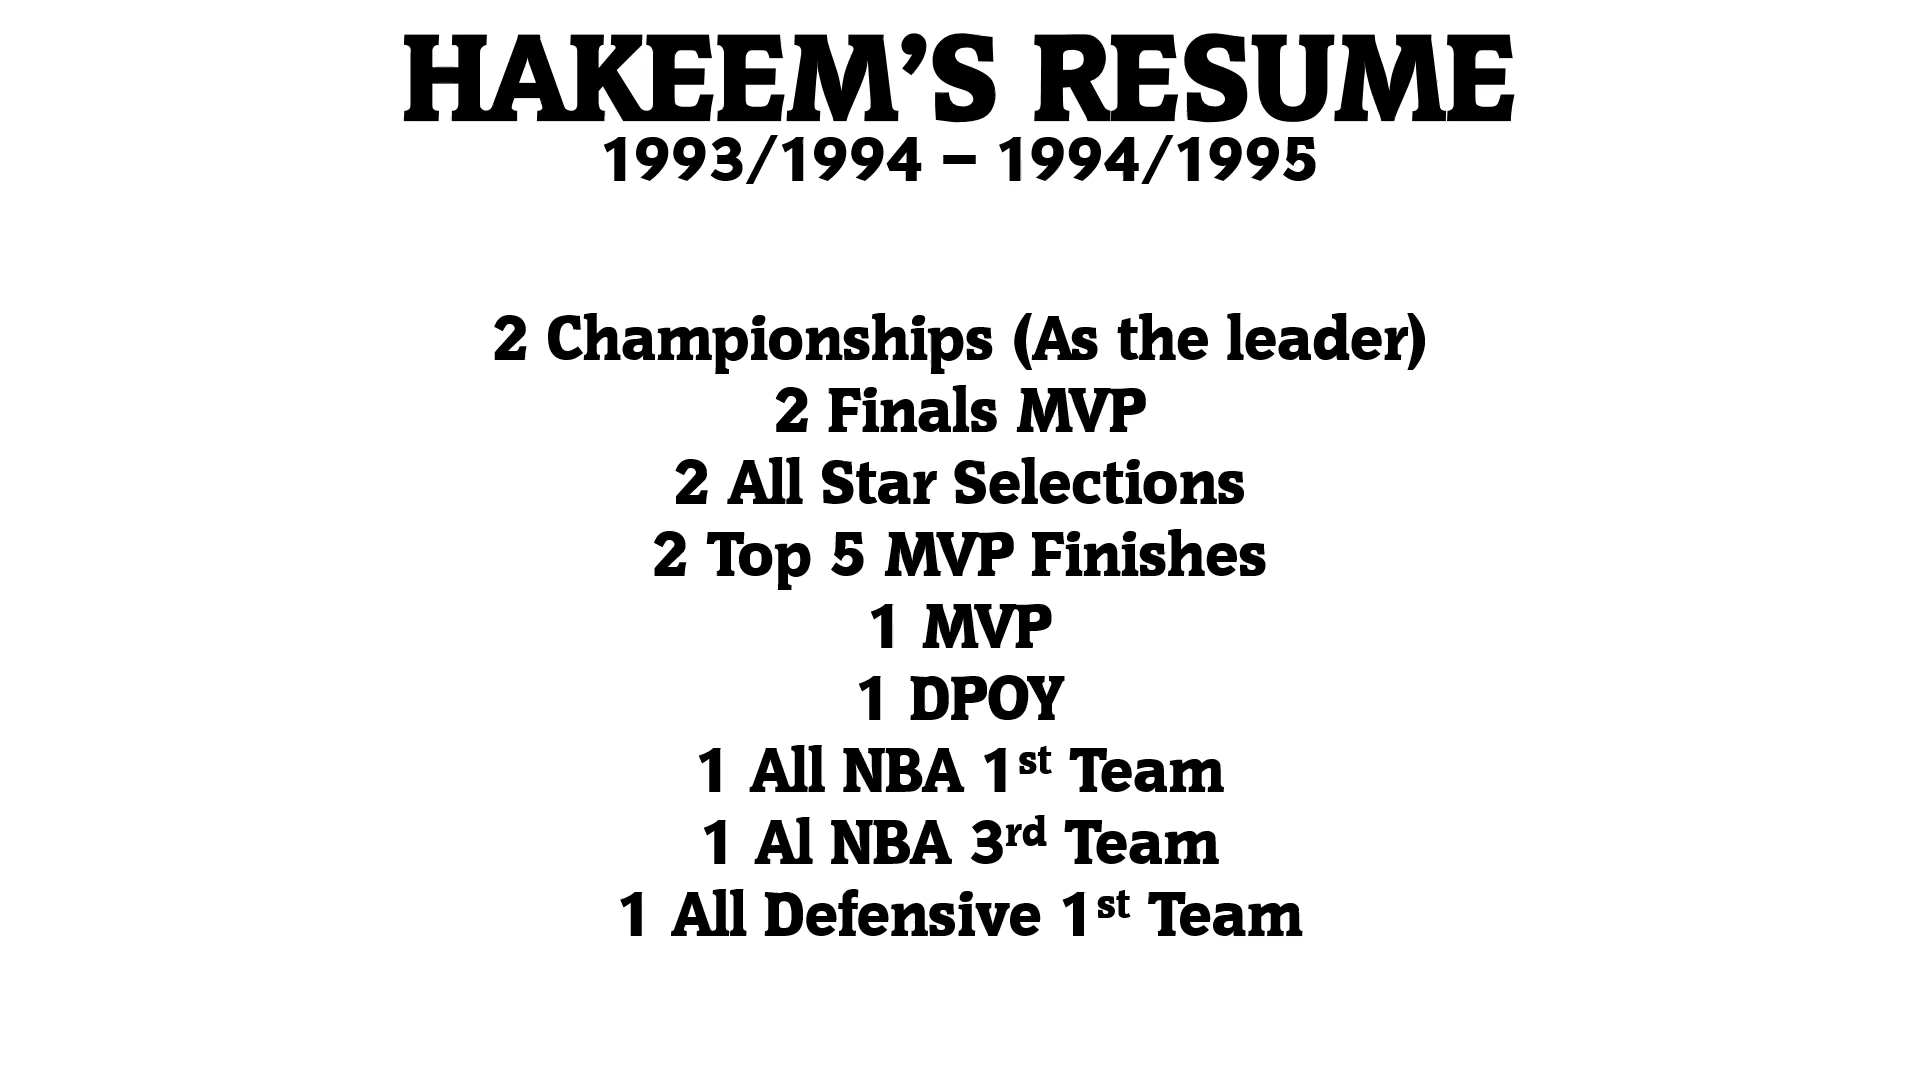 HAKEEM’S RESUME
1993/1994 – 1994/1995
2 Championships (As the leader)
2 Finals MVP
2 All Star Selections
2 Top 5 MVP Finishes
1 MVP
1 DPOY
1 All NBA 1st Team
1 Al NBA 3rd Team
1 All Defensive 1st Team